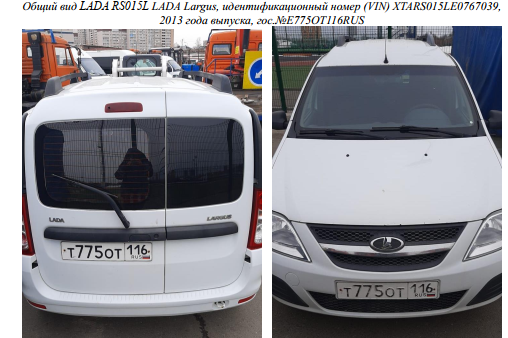 Общий вид LADA RS015L LADA Largus, идентификационный номер (VIN) XTARS015LE0767039,
2013 года выпуска, гос.№Е775ОТ116RUS
LADA
LARGUS
Т775ОТ 116
RUS
Т775ОТ 116
RUS